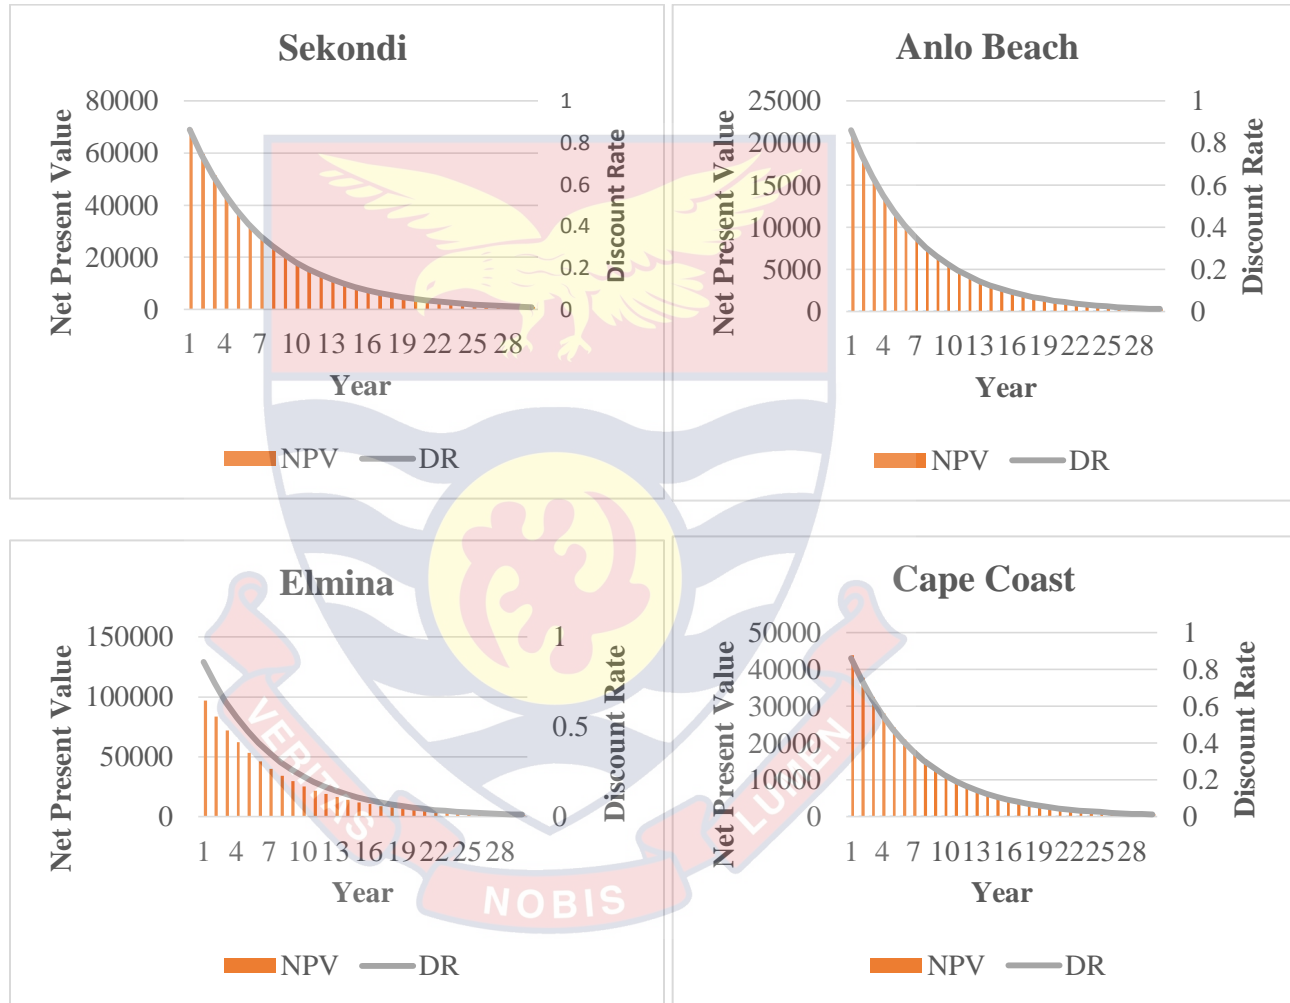 Sekondi
Net Present Value
80000
60000
40000
20000
0
1
0.8
0.6
0.4
0.2
0
Discount Rate
1 4 7 10 13 16 19 22 25 28
Year
NPV DR
Anlo Beach
Net Present Value
25000
20000
15000
10000
5000
0
1
0.8
0.6
0.4
0.2
0
Discount Rate
1 4 7 10 13 16 19 22 25 28
Year
NPV DR
Elmina
Net Present Value
150000
100000
50000
0
1
0.5
0
Discount Rate
1 4 7 10 13 16 19 22 25 28
Year
NPV DR
Cape Coast
Net Present Value
50000
40000
30000
20000
10000
0
1
0.8
0.6
0.4
0.2
0
Discount Rate
1 4 7 10 13 16 19 22 25 28
Year
NPV DR
VERITAS
NOBIS
LUMEN